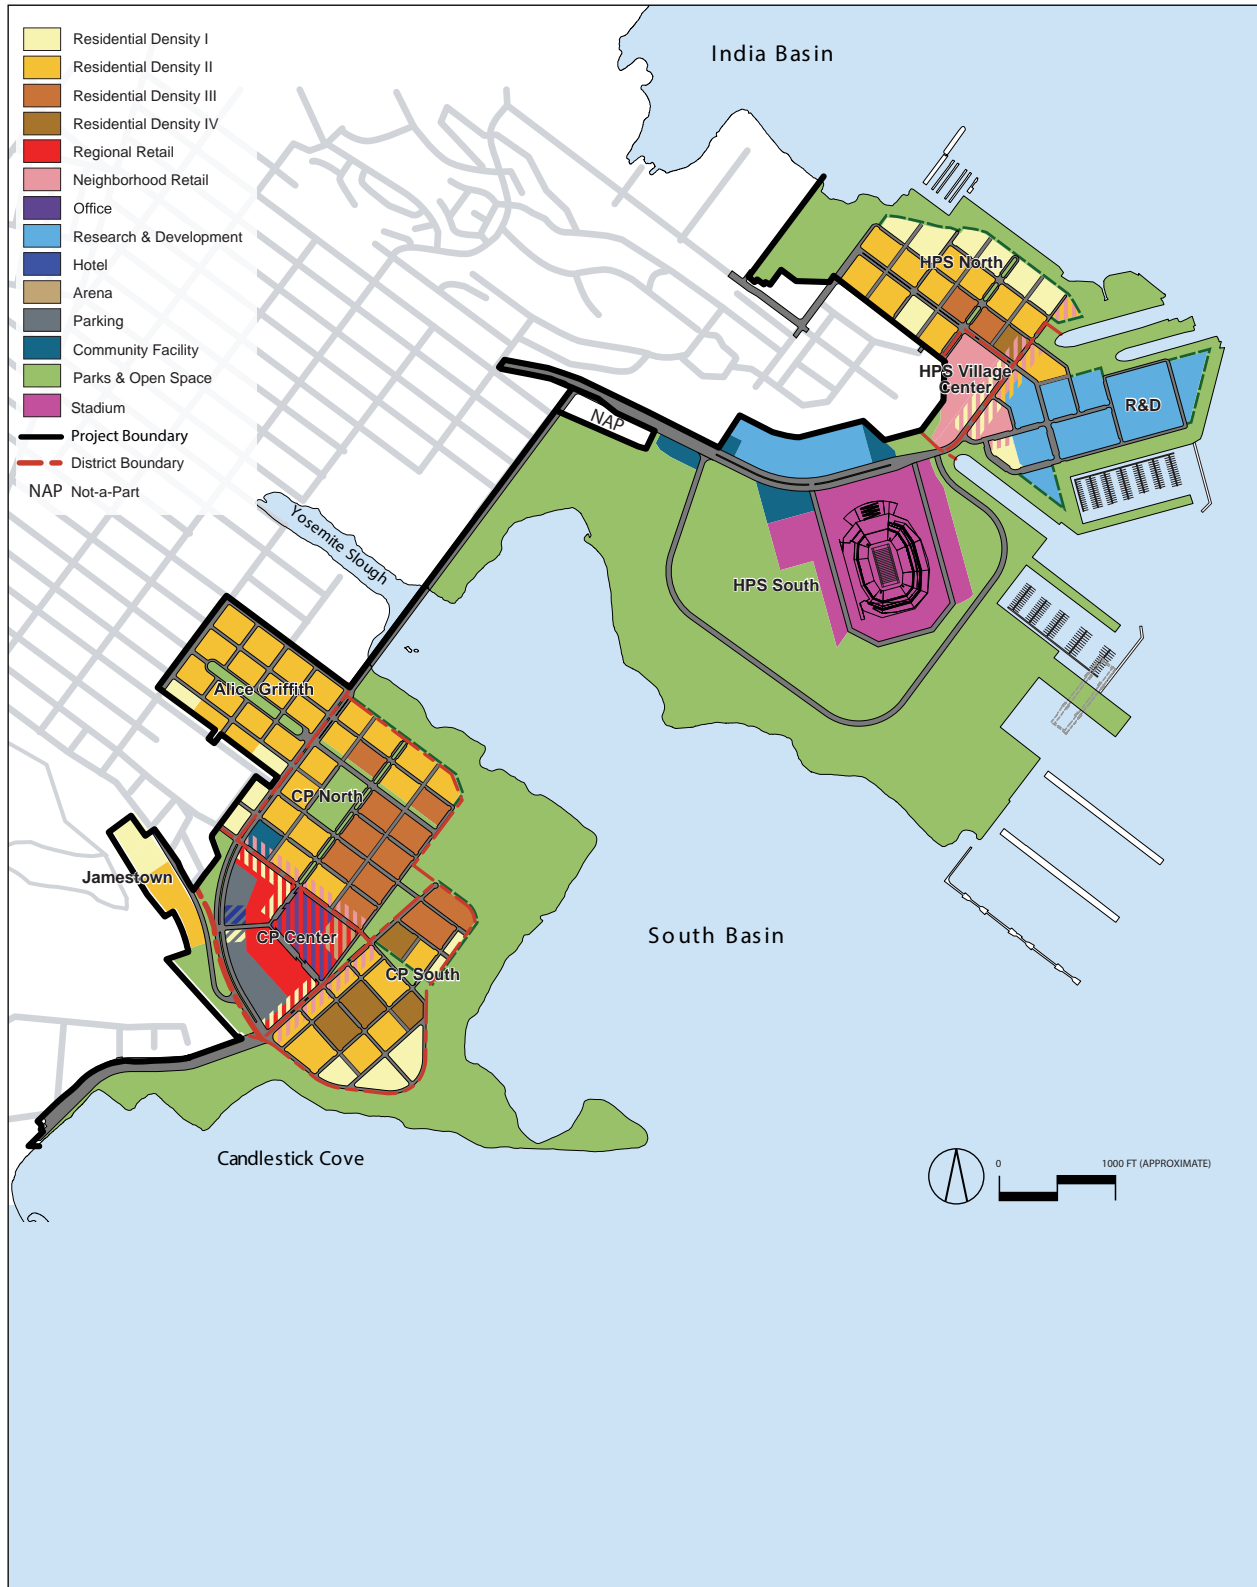 Residential Density I
Residential Density II
Residential Density III
Residential Density IV
Regional Retail
Neighborhood Retail
Office
Research & Development
Hotel
Arena
Parking
Community Facility
Parks & Open Space
Stadium
Project Boundary
District Boundary
NAP Not-a-Part
India Basin
HPS North
HPS Village
Center
R&D
NAP
Yosemite Slough
HPS South
Alice Griffith
CP North
Jamestown
CP Center
CP South
South Basin
Candlestick Cove
0 1000 FT (APPROXIMATE)